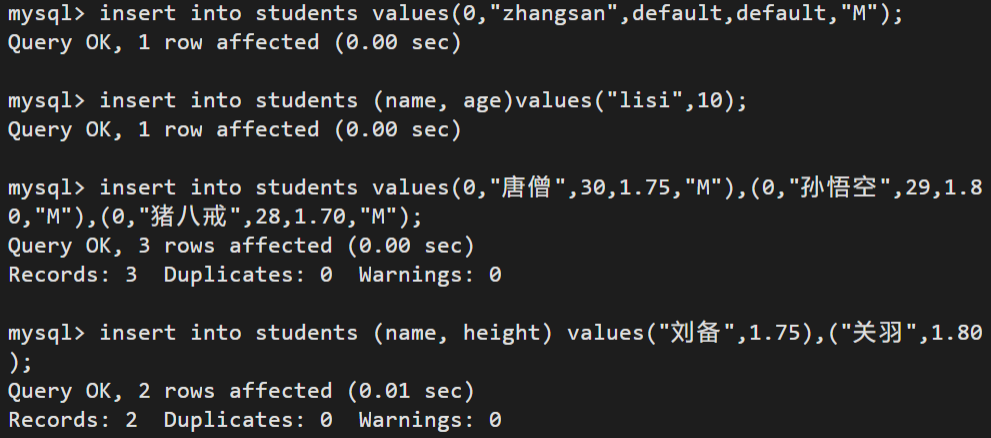 mysql> insert into students values(0,"zhangsan",default,default,"M");
Query OK, 1 row affected (0.00 sec)
mysql> insert into students (name, age)values("lisi",10);
Query OK, 1 row affected (0.00 sec)
mysql> insert into students values(0,"唐僧",30,1.75,"M"),(0,"孙悟空",29,1.8
0,"M"),(0,"猪八戒",28,1.70,"M");
Query OK, 3 rows affected (0.00 sec)
Records: 3  Duplicates: 0  Warnings: 0
mysql> insert into students (name, height) values("刘备",1.75),("关羽",1.80
);
Query OK, 2 rows affected (0.01 sec)
Records: 2  Duplicates: 0  Warnings: 0